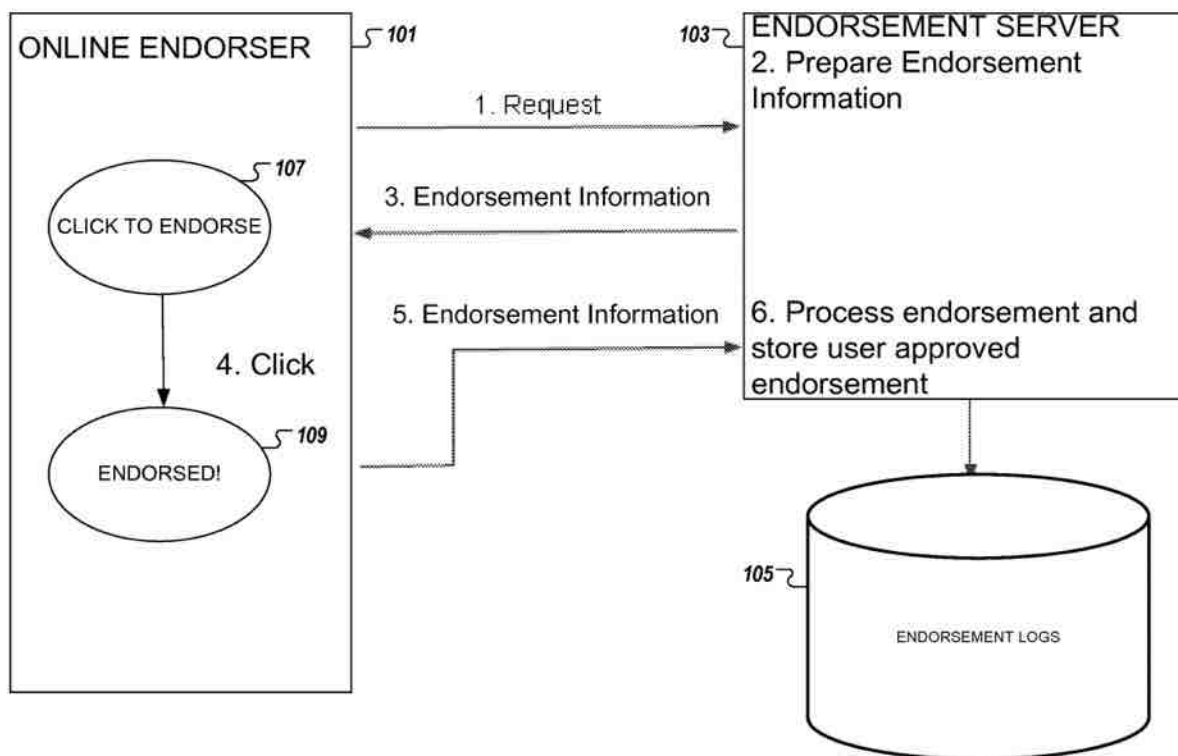 ONLINE ENDORSER
101
103
ENDORSEMENT SERVER
2. Prepare Endorsement
Information
1. Request
107
CLICK TO ENDORSE
3. Endorsement Information
4. Click
5. Endorsement Information
6. Process endorsement and
store user approved
endorsement
109
ENDORSED!
105
ENDORSEMENT LOGS